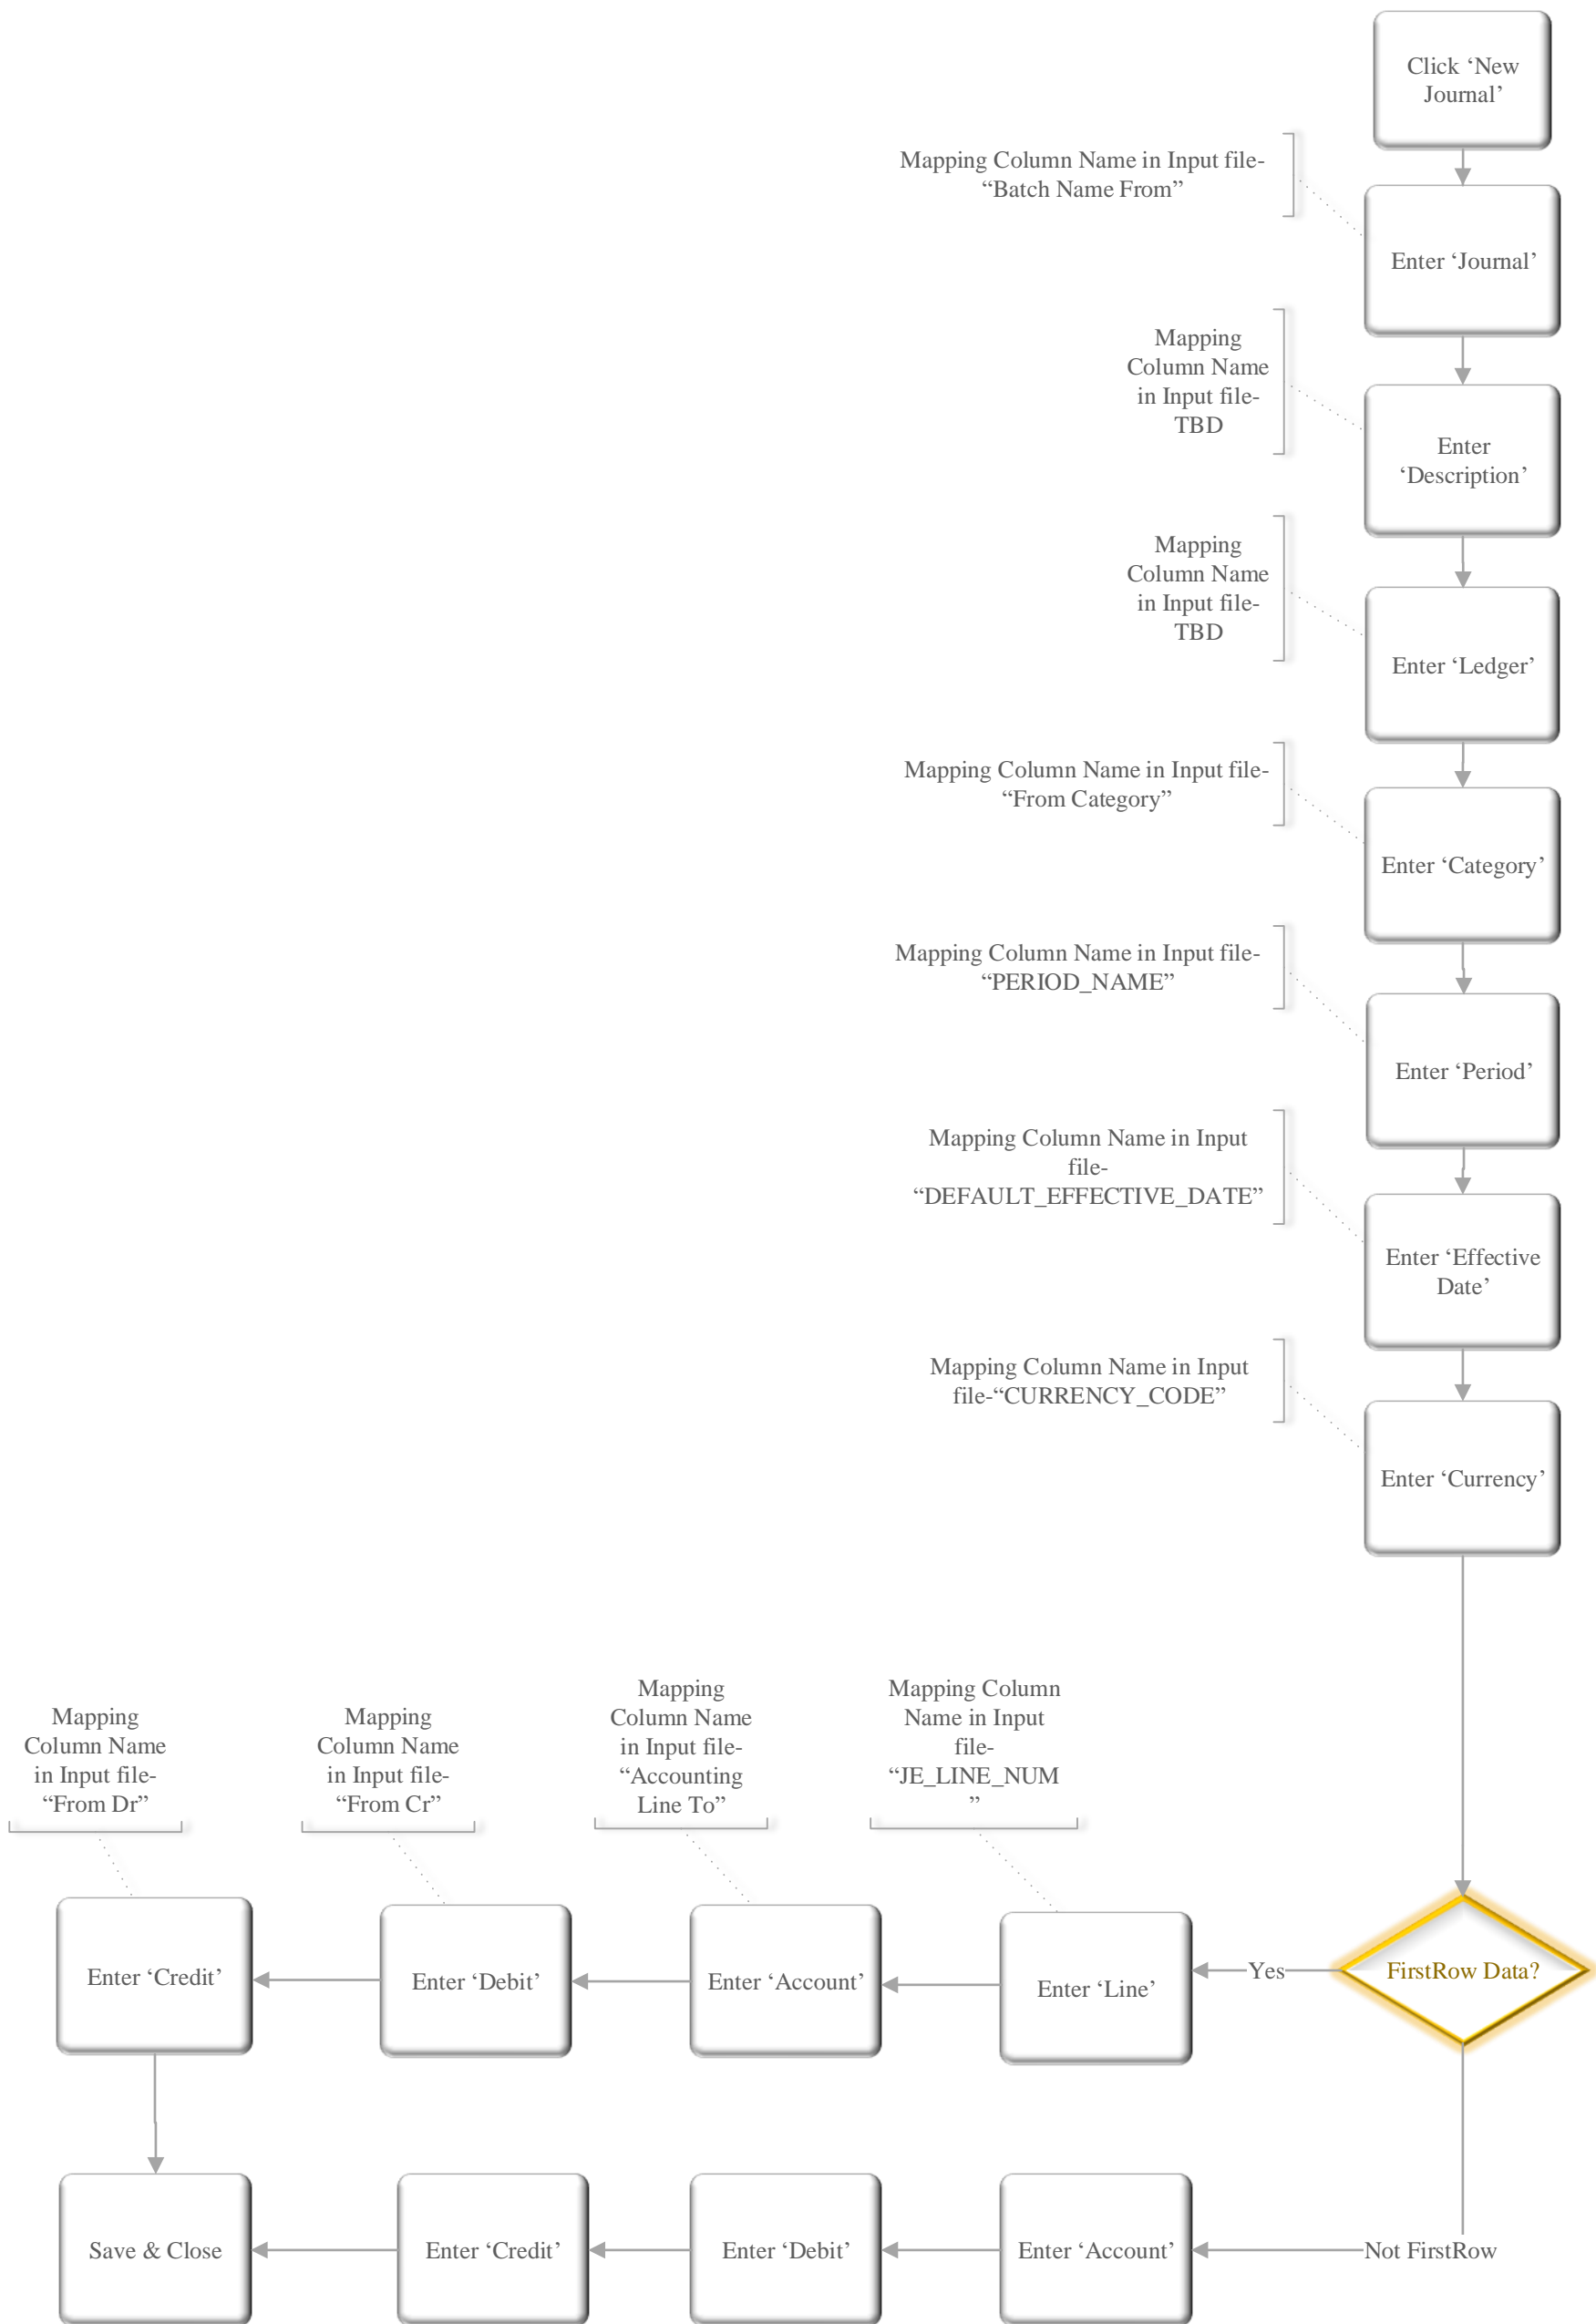 Click ‘New
Journal’
Mapping Column Name in Input file-
“Batch Name From”
Enter ‘Journal’
Mapping
Column Name
in Input file-
TBD
Enter
‘Description’
Mapping
Column Name
in Input file-
TBD
Enter ‘Ledger’
Mapping Column Name in Input file-
“From Category”
Enter ‘Category’
Mapping Column Name in Input file-
“PERIOD_NAME”
Enter ‘Period’
Mapping Column Name in Input
file-
“DEFAULT_EFFECTIVE_DATE”
Enter ‘Effective
Date’
Mapping Column Name in Input
file-“CURRENCY_CODE”
Enter ‘Currency’
Mapping
Column Name
in Input file-
“From Dr”
Mapping
Column Name
in Input file-
“From Cr”
Mapping
Column Name
in Input file-
“Accounting
Line To”
Mapping Column
Name in Input
file-
“JE_LINE_NUM
”
Enter ‘Credit’
Enter ‘Debit’
Enter ‘Account’
Enter ‘Line’
Yes
FirstRow Data?
Save & Close
Enter ‘Credit’
Enter ‘Debit’
Enter ‘Account’
Not FirstRow